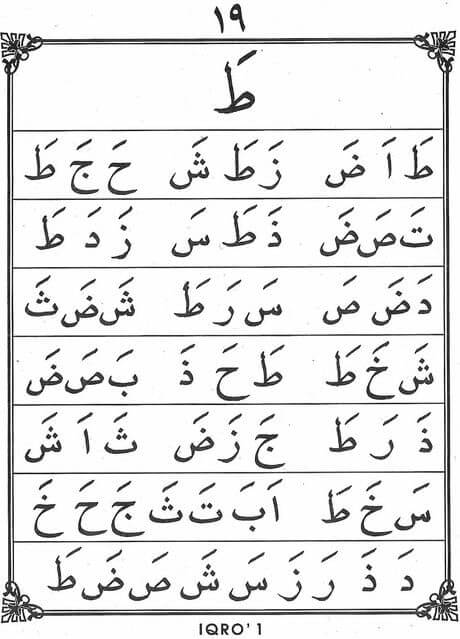 ١٩
طَ
طَ اَ ضَ زَ طَ شَ حَ جَ طَ
تَ صَ ضَ ذَ طَ سَ زَ دَ طَ
دَ ضَ صَ سَ رَ طَ شَ ضَ ثَ
شَ خَ طَ طَ حَ ذَ بَ صَ ضَ
ذَ رَ طَ جَ زَ ضَ ثَ اَ شَ
سَ خَ طَ اَ بَ تَ ثَ جَ حَ خَ
دَ ذَ رَ زَ سَ شَ صَ ضَ طَ
IQRO' 1